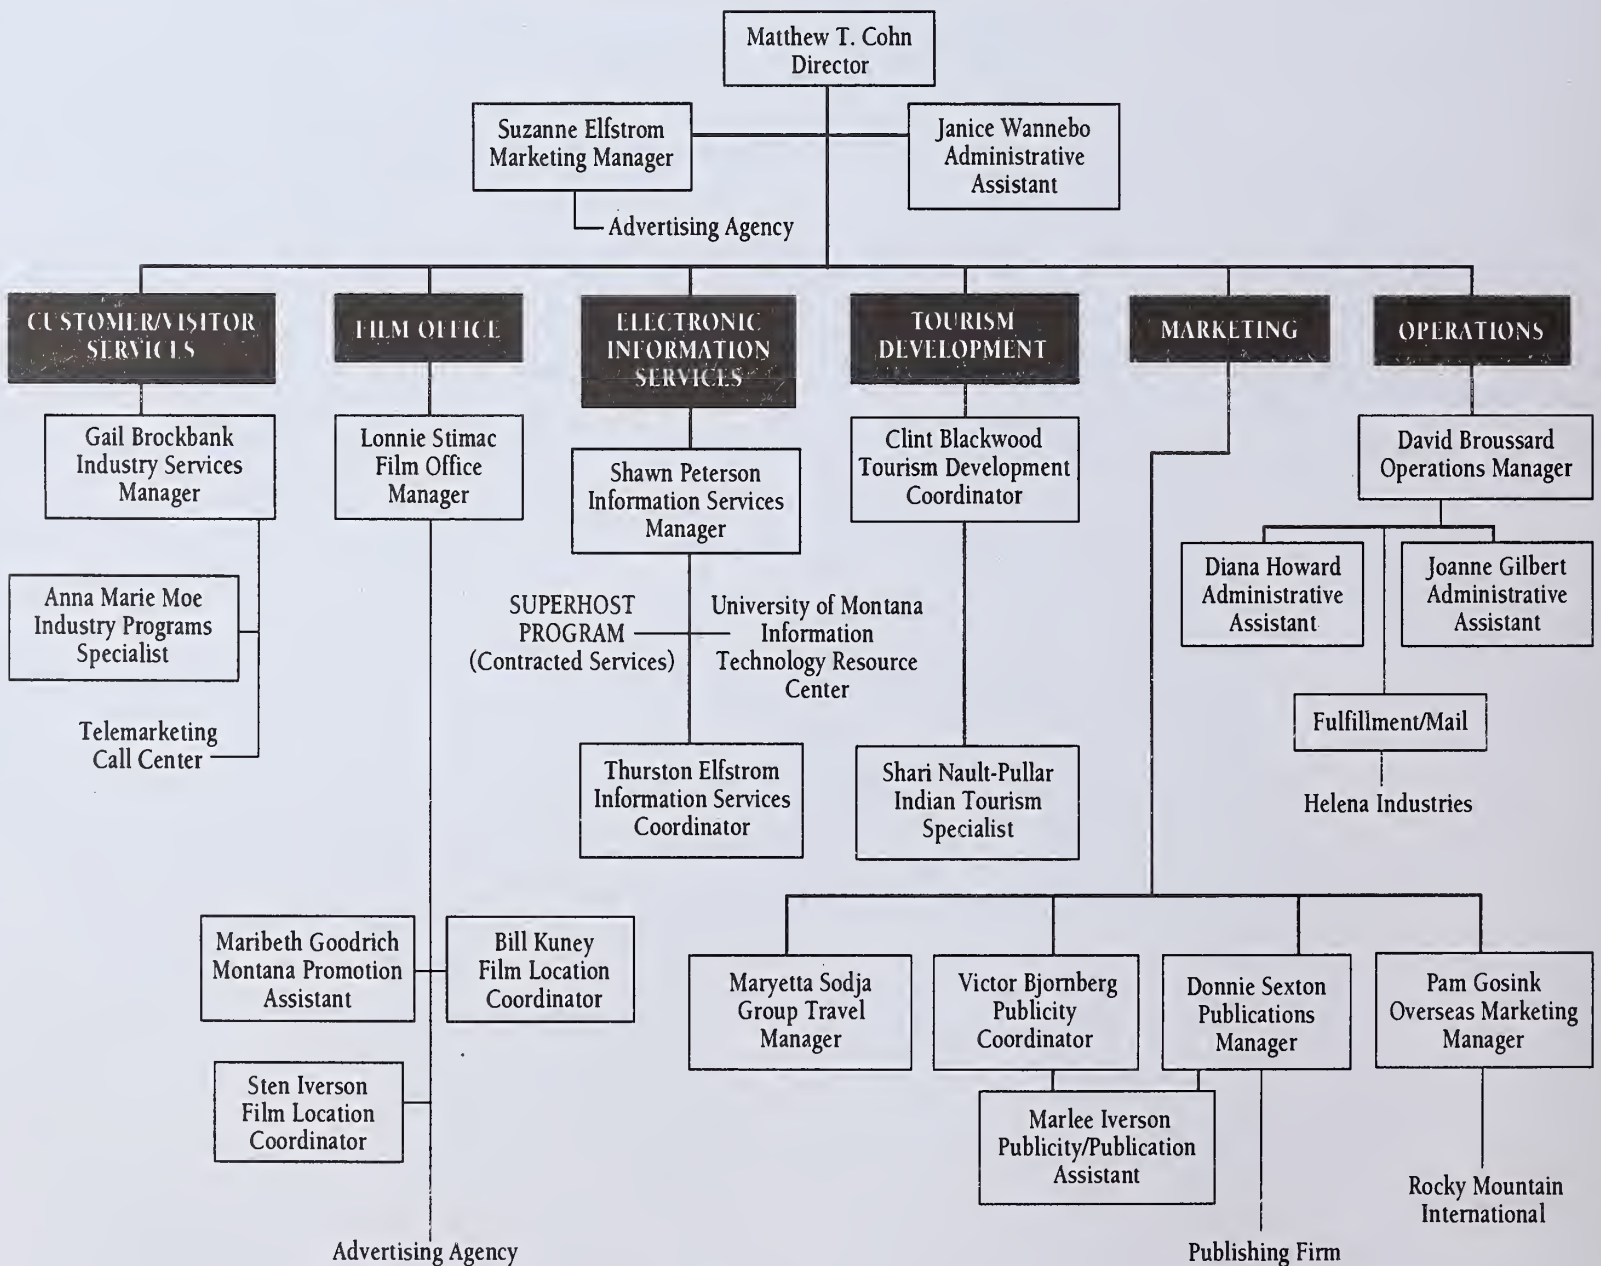 Matthew T. Cohn
Director
Suzanne Elfstrom
Marketing Manager
Janice Wannebo
Administrative
Assistant
Advertising Agency
CUSTOMER/VISITOR
SERVICES
FILM OFFICE
ELECTRONIC
INFORMATION
SERVICES
TOURISM
DEVELOPMENT
MARKETING
OPERATIONS
Gail Brockbank
Industry Services
Manager
Anna Marie Moe
Industry Programs
Specialist
Telemarketing
Call Center
Lonnie Stimac
Film Office
Manager
Maribeth Goodrich
Montana Promotion
Assistant
Bill Kuney
Film Location
Coordinator
Sten Iverson
Film Location
Coordinator
Advertising Agency
Shawn Peterson
Information Services
Manager
SUPERHOST
PROGRAM
(Contracted Services)
University of Montana
Information
Technology Resource
Center
Thurston Elfstrom
Information Services
Coordinator
Clint Blackwood
Tourism Development
Coordinator
Shari Nault-Pullar
Indian Tourism
Specialist
Maryetta Sodja
Group Travel
Manager
Victor Bjornberg
Publicity
Coordinator
Donnie Sexton
Publications
Manager
Pam Gosink
Overseas Marketing
Manager
Marlee Iverson
Publicity/Publication
Assistant
Publishing Firm
Rocky Mountain
International
David Broussard
Operations Manager
Diana Howard
Administrative
Assistant
Joanne Gilbert
Administrative
Assistant
Fulfillment/Mail
Helena Industries